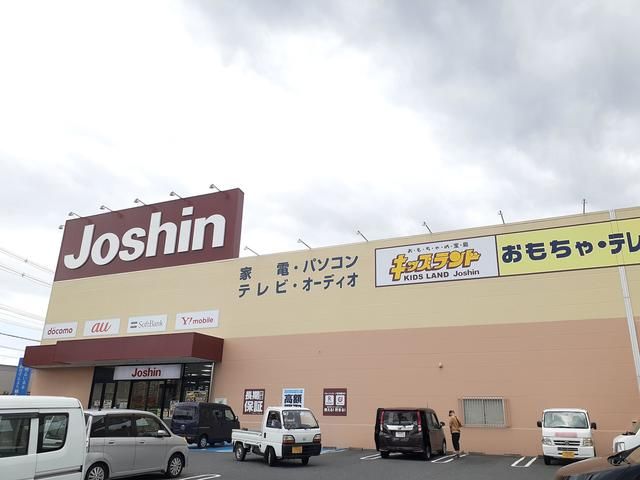 Joshin
家 電・パソコン
テレビ・オーディオ
おもちゃの宝島
キッズランド
KIDS LAND Joshin
おもちゃ・テレ
docomo
au
SoftBank
Y!mobile
Joshin
長期
保証
高額